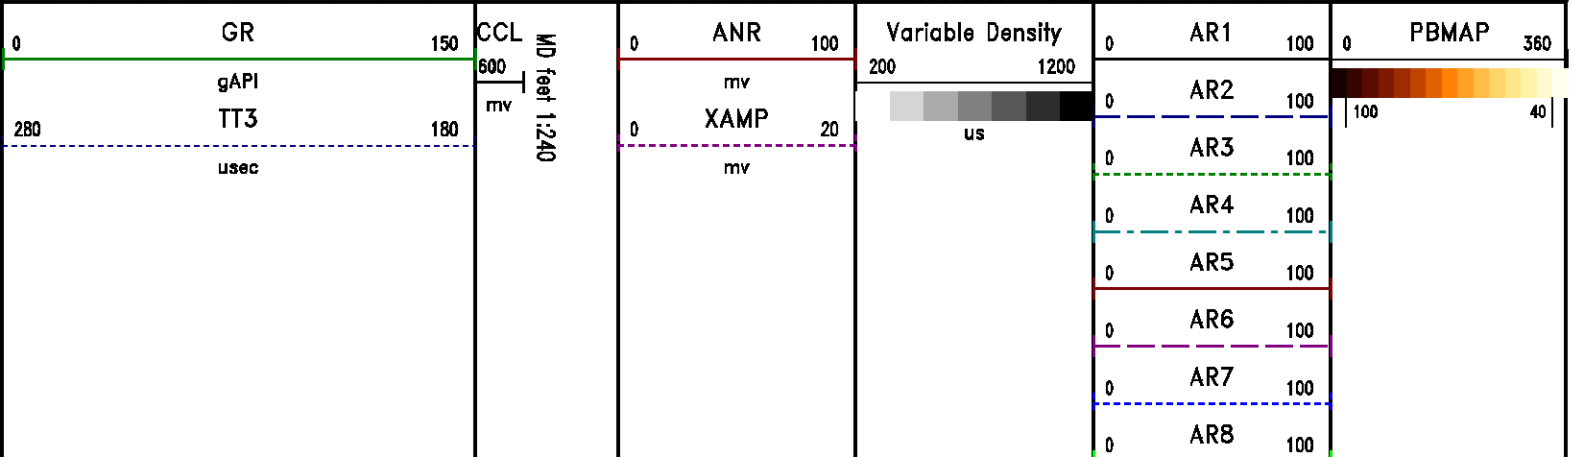 0 GR 150
gAPI
280 TT3 180
usec
CCL
600
mv
MD feet 1:240
0 ANR 100
mv
0 XAMP 20
mv
Variable Density
200 1200
us
0 AR1 100
0 AR2 100
0 AR3 100
0 AR4 100
0 AR5 100
0 AR6 100
0 AR7 100
0 AR8 100
0 PBMAP 360
100 40